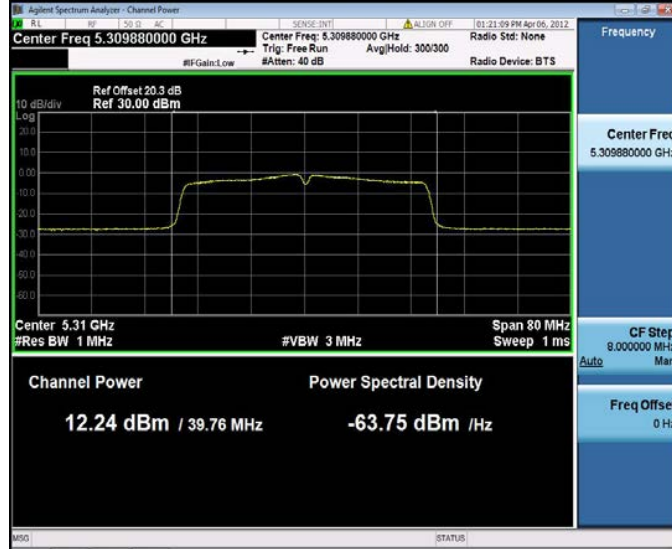 Agilent Spectrum Analyzer - Channel Power
RL RF 50 Ω AC SENSE:INT ALIGN OFF 01:21:09 PM Apr 06, 2012
Center Freq 5.309880000 GHz
Center Freq: 5.309880000 GHz
Radio Std: None
Trig: Free Run Avg|Hold: 300/300
#IFGain:Low
#Atten: 40 dB
Radio Device: BTS
Frequency
Ref Offset 20.3 dB
10 dB/div Ref 30.00 dBm
Log
20.0
10.0
0.00
-10.0
-20.0
-30.0
-40.0
-50.0
-60.0
Center 5.31 GHz
Span 80 MHz
#Res BW 1 MHz
#VBW 3 MHz
Sweep 1 ms
Channel Power
Power Spectral Density
12.24 dBm / 39.76 MHz
-63.75 dBm /Hz
Center Freq
5.309880000 GHz
CF Step
8.000000 MHz
Auto Man
Freq Offse
0 Hz
MSG
STATUS